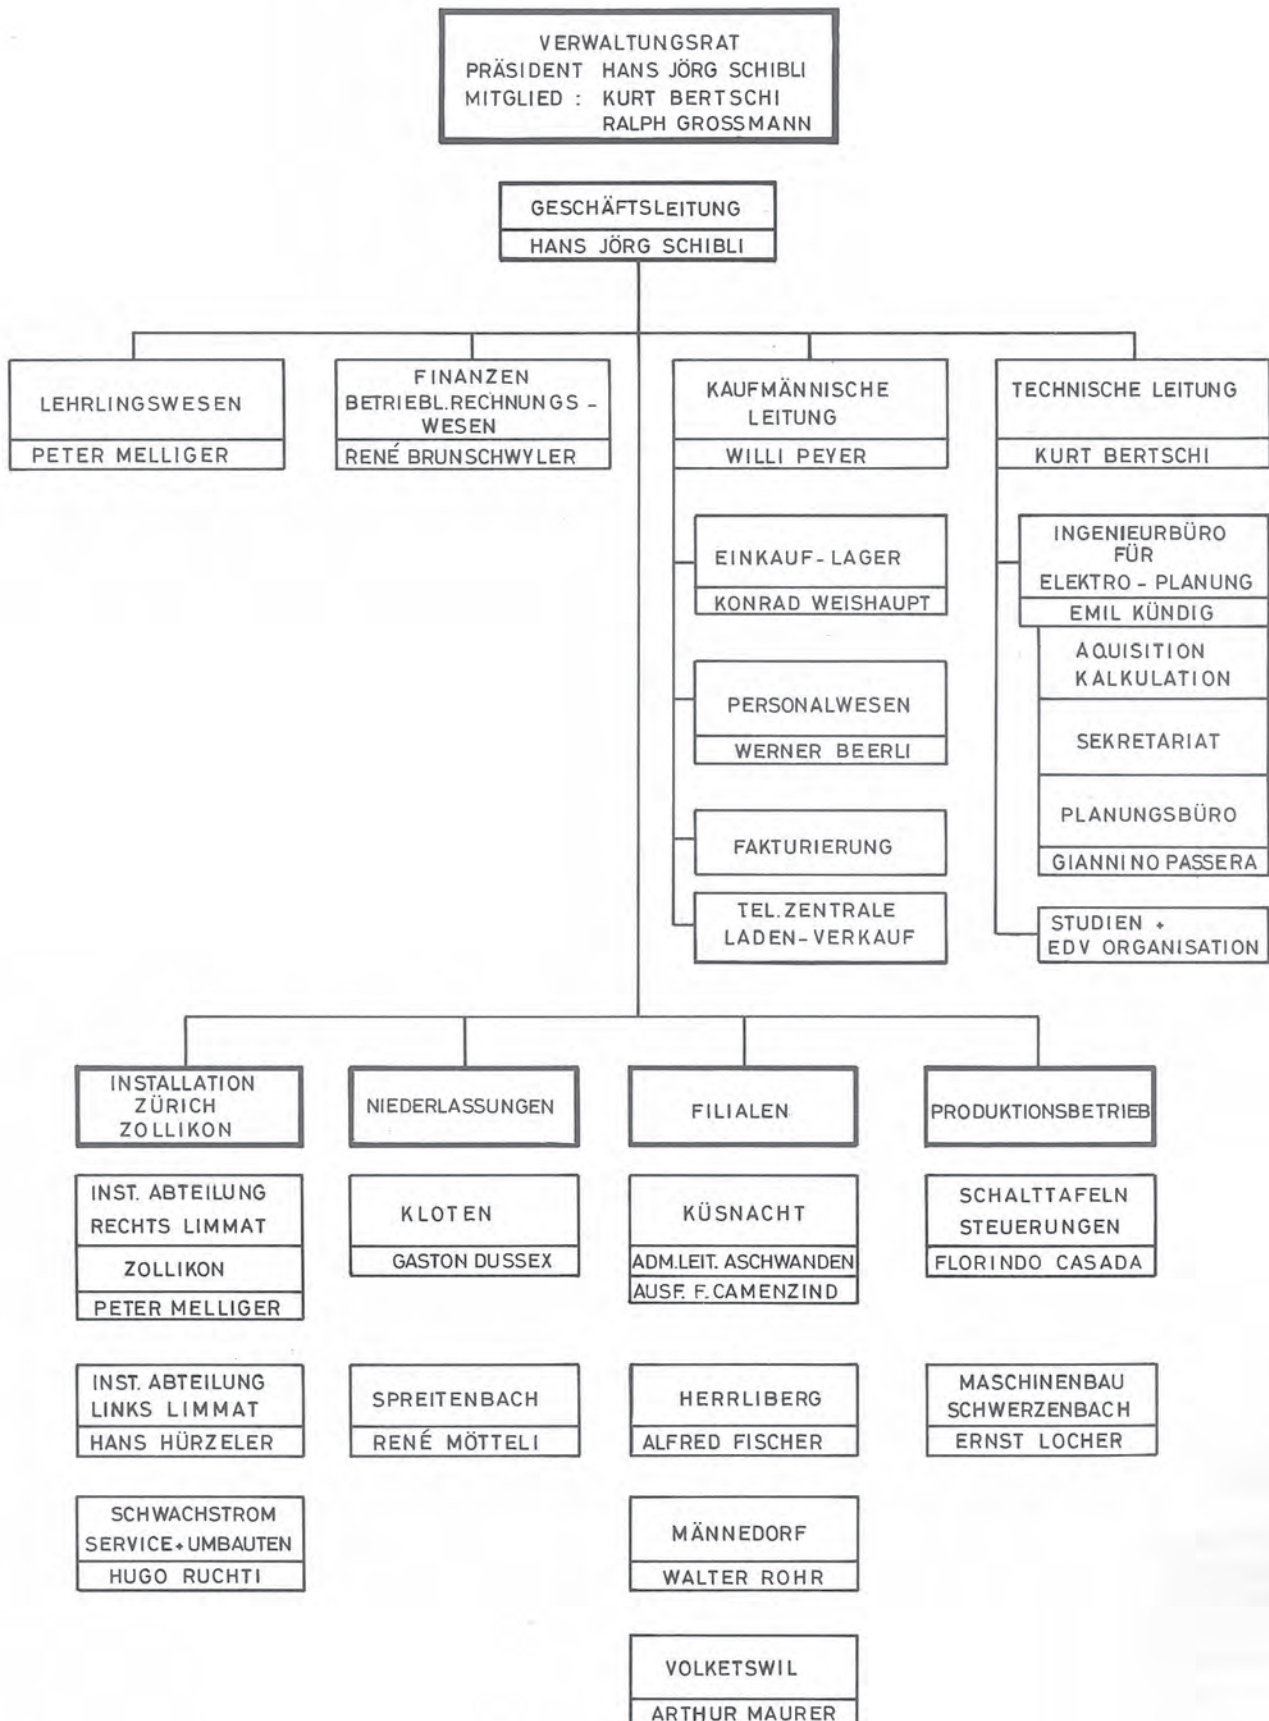 VERWALTUNGSRAT
PRÄSIDENT HANS JÖRG SCHIBLI
MITGLIED : KURT BERTSCHI
RALPH GROSSMANN
GESCHÄFTSLEITUNG
HANS JÖRG SCHIBLI
LEHRLINGSWESEN
PETER MELLIGER
FINANZEN
BETRIEBL. RECHNUNGS-
WESEN
RENÉ BRUNSCHWYLER
KAUFMÄNNISCHE
LEITUNG
WILLI PEYER
TECHNISCHE LEITUNG
KURT BERTSCHI
EINKAUF-LAGER
KONRAD WEISHAUPT
PERSONALWESEN
WERNER BEERLI
FAKTURIERUNG
TEL. ZENTRALE
LADEN-VERKAUF
INGENIEURBÜRO
FÜR
ELEKTRO-PLANUNG
EMIL KÜNDIG
AQUISITION
KALKULATION
SEKRETARIAT
PLANUNGSBÜRO
GIANNINO PASSERA
STUDIEN +
EDV ORGANISATION
INSTALLATION
ZÜRICH
ZOLLIKON
INST. ABTEILUNG
RECHTS LIMMAT
ZOLLIKON
PETER MELLIGER
INST. ABTEILUNG
LINKS LIMMAT
HANS HÜRZELER
SCHWACHSTROM
SERVICE+UMBAUTEN
HUGO RUCHTI
NIEDERLASSUNGEN
KLOTEN
GASTON DUSSEX
SPREITENBACH
RENÉ MÖTTELI
FILIALEN
KÜSNACHT
ADM.LEIT. ASCHWANDEN
AUSF. F. CAMENZIND
HERRLIBERG
ALFRED FISCHER
MÄNNEDORF
WALTER ROHR
VOLKETSWIL
ARTHUR MAURER
PRODUKTIONSBETRIEB
SCHALTTAFELN
STEUERUNGEN
FLORINDO CASADA
MASCHINENBAU
SCHWERZENBACH
ERNST LOCHER